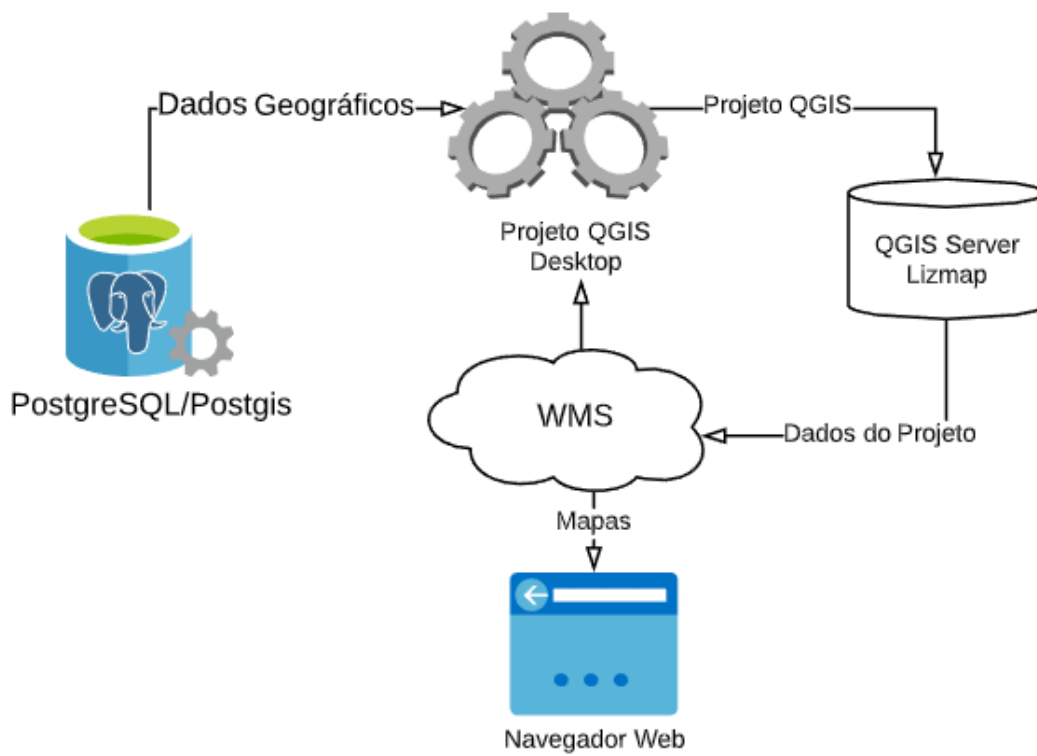 Dados Geográficos
Projeto QGIS
Projeto QGIS
Desktop
QGIS Server
Lizmap
PostgreSQL/Postgis
WMS
Dados do Projeto
Mapas
Navegador Web